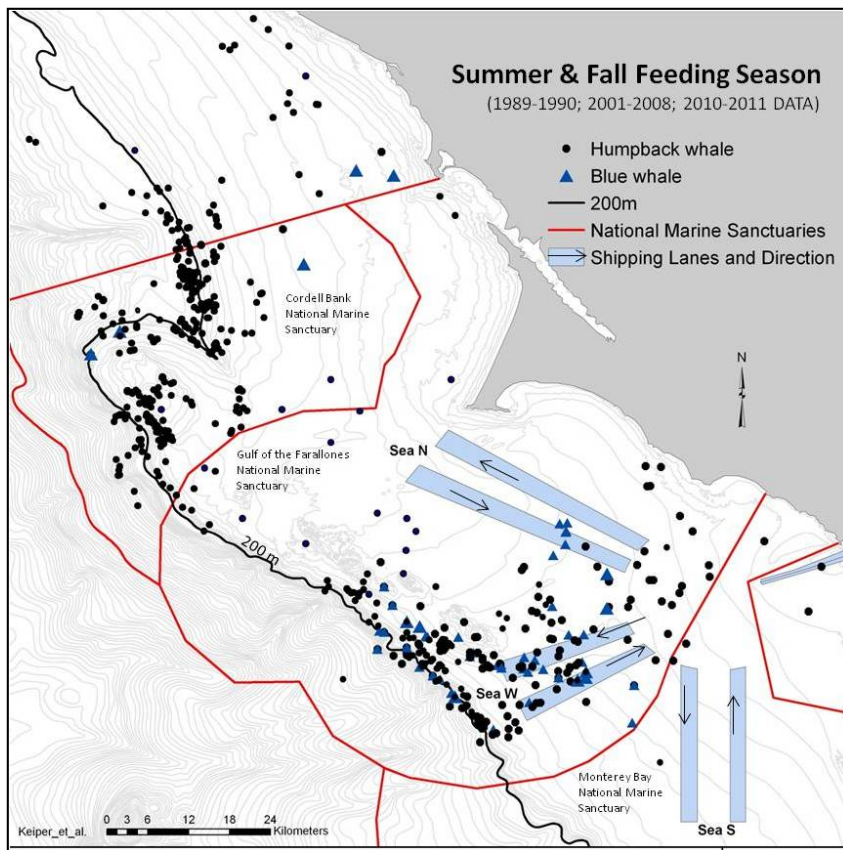 Summer & Fall Feeding Season
(1989-1990; 2001-2008; 2010-2011 DATA)
Humpback whale
Blue whale
200m
National Marine Sanctuaries
Shipping Lanes and Direction
Cordell Bank
National Marine
Sanctuary
N
Sea N
Gulf of the Farallones
National Marine
Sanctuary
200 m
Sea W
Monterey Bay
National Marine
Sanctuary
Keiper_et_al.
0 3 6 12 18 24
Kilometers
Sea S